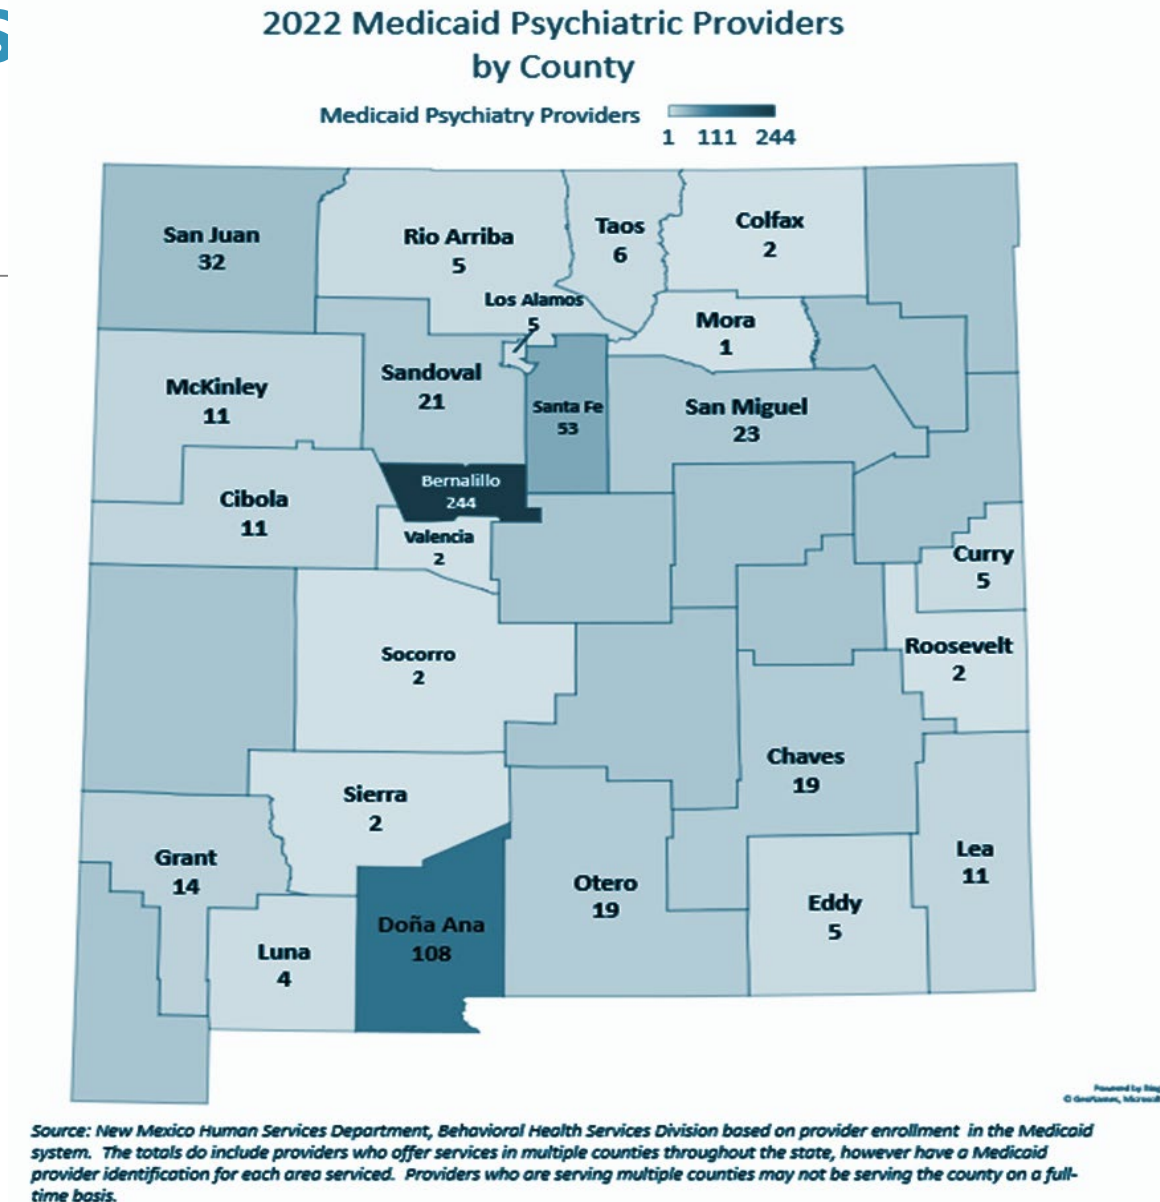 S
2022 Medicaid Psychiatric Providers
by County
Medicaid Psychiatry Providers
1 111 244
San Juan
32
Rio Arriba
5
Taos
6
Colfax
2
Los Alamos
5
Mora
1
McKinley
11
Sandoval
21
Santa Fe
53
San Miguel
23
Bernalillo
244
Cibola
11
Valencia
2
Curry
5
Socorro
2
Roosevelt
2
Chaves
19
Sierra
2
Grant
14
Lea
11
Otero
19
Eddy
5
Doña Ana
108
Luna
4
Powered by Bing
© GeoNames, Microsoft
Source: New Mexico Human Services Department, Behavioral Health Services Division based on provider enrollment in the Medicaid
system. The totals do include providers who offer services in multiple counties throughout the state, however have a Medicaid
provider identification for each area serviced. Providers who are serving multiple counties may not be serving the county on a full-
time basis.